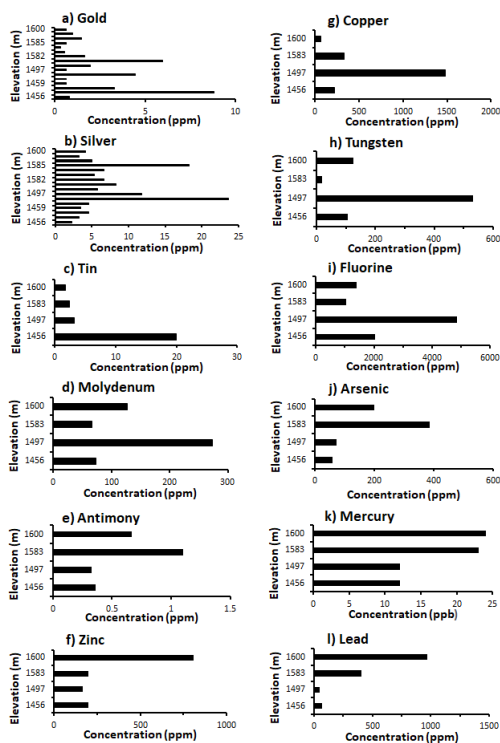 a) Gold
Elevation (m)
1600
1585
1582
1497
1459
1456
0 5 10
Concentration (ppm)
b) Silver
Elevation (m)
1600
1585
1582
1497
1459
1456
0 5 10 15 20 25
Concentration (ppm)
c) Tin
Elevation (m)
1600
1583
1497
1456
0 10 20 30
Concentration (ppm)
d) Molydenum
Elevation (m)
1600
1583
1497
1456
0 100 200 300
Concentration (ppm)
e) Antimony
Elevation (m)
1600
1583
1497
1456
0 0.5 1 1.5
Concentration (ppm)
f) Zinc
Elevation (m)
1600
1583
1497
1456
0 500 1000
Concentration (ppm)
g) Copper
Elevation (m)
1600
1583
1497
1456
0 500 1000 1500 2000
Concentration (ppm)
h) Tungsten
Elevation (m)
1600
1583
1497
1456
0 200 400 600
Concentration (ppm)
i) Fluorine
Elevation (m)
1600
1583
1497
1456
0 2000 4000 6000
Concentration (ppm)
j) Arsenic
Elevation (m)
1600
1583
1497
1456
0 200 400 600
Concentration (ppm)
k) Mercury
Elevation (m)
1600
1583
1497
1456
0 5 10 15 20 25
Concentration (ppb)
l) Lead
Elevation (m)
1600
1583
1497
1456
0 500 1000 1500
Concentration (ppm)